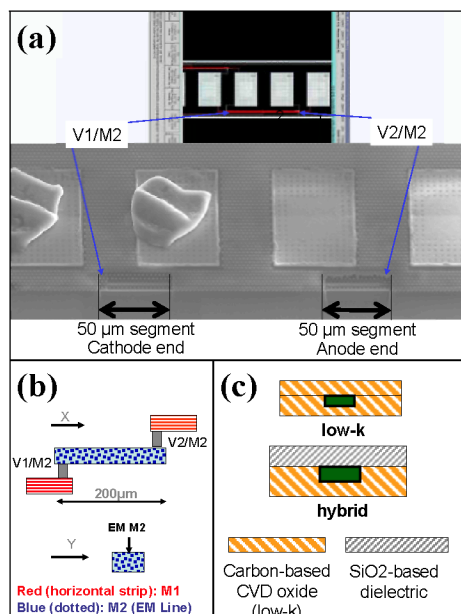 (a)
V1/M2
V2/M2
50 µm segment
Cathode end
50 µm segment
Anode end
(b)
X
V2/M2
V1/M2
200µm
EM M2
Y
Red (horizontal strip): M1
Blue (dotted): M2 (EM Line)
(c)
low-k
hybrid
Carbon-based
CVD oxide
(low-k)
SiO2-based
dielectric